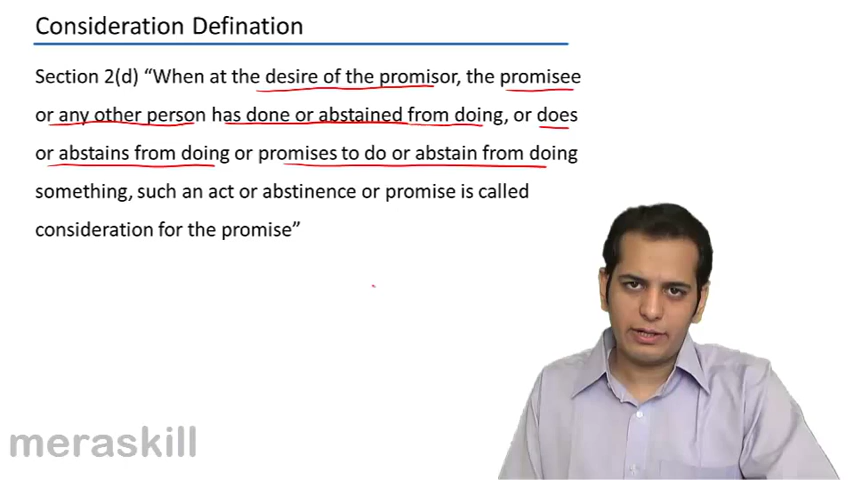 Consideration Defination
Section 2(d) “When at the desire of the promisor, the promisee
or any other person has done or abstained from doing, or does
or abstains from doing or promises to do or abstain from doing
something, such an act or abstinence or promise is called
consideration for the promise”
meraskill